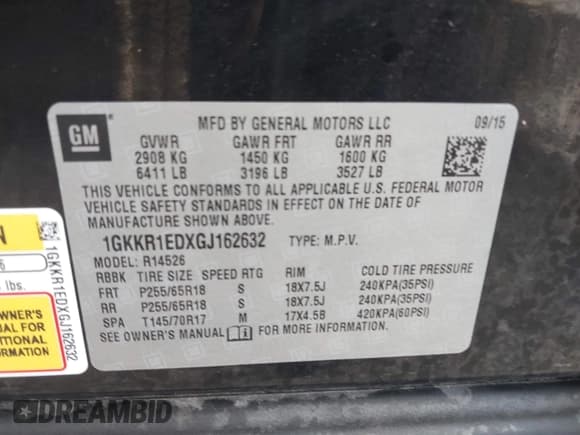 GM
MFD BY GENERAL MOTORS LLC 09/15
GVWR GAWR FRT GAWR RR
2908 KG 1450 KG 1600 KG
6411 LB 3196 LB 3527 LB
THIS VEHICLE CONFORMS TO ALL APPLICABLE U.S. FEDERAL MOTOR
VEHICLE SAFETY STANDARDS IN EFFECT ON THE DATE OF
MANUFACTURE SHOWN ABOVE.
1GKKR1EDXGJ162632 TYPE: M.P.V.
MODEL: R14526
RBBK TIRE SIZE SPEED RTG RIM COLD TIRE PRESSURE
FRT P255/65R18 S 18X7.5J 240KPA(35PSI)
RR P255/65R18 S 18X7.5J 240KPA(35PSI)
SPA T145/70R17 M 17X4.5B 420KPA(60PSI)
SEE OWNER'S MANUAL FOR MORE INFORMATION.
N
lbs.
NER'S
UAL FOR
ITIONAL
RMATION
1GKKR1EDXGJ162632
DREAMBID